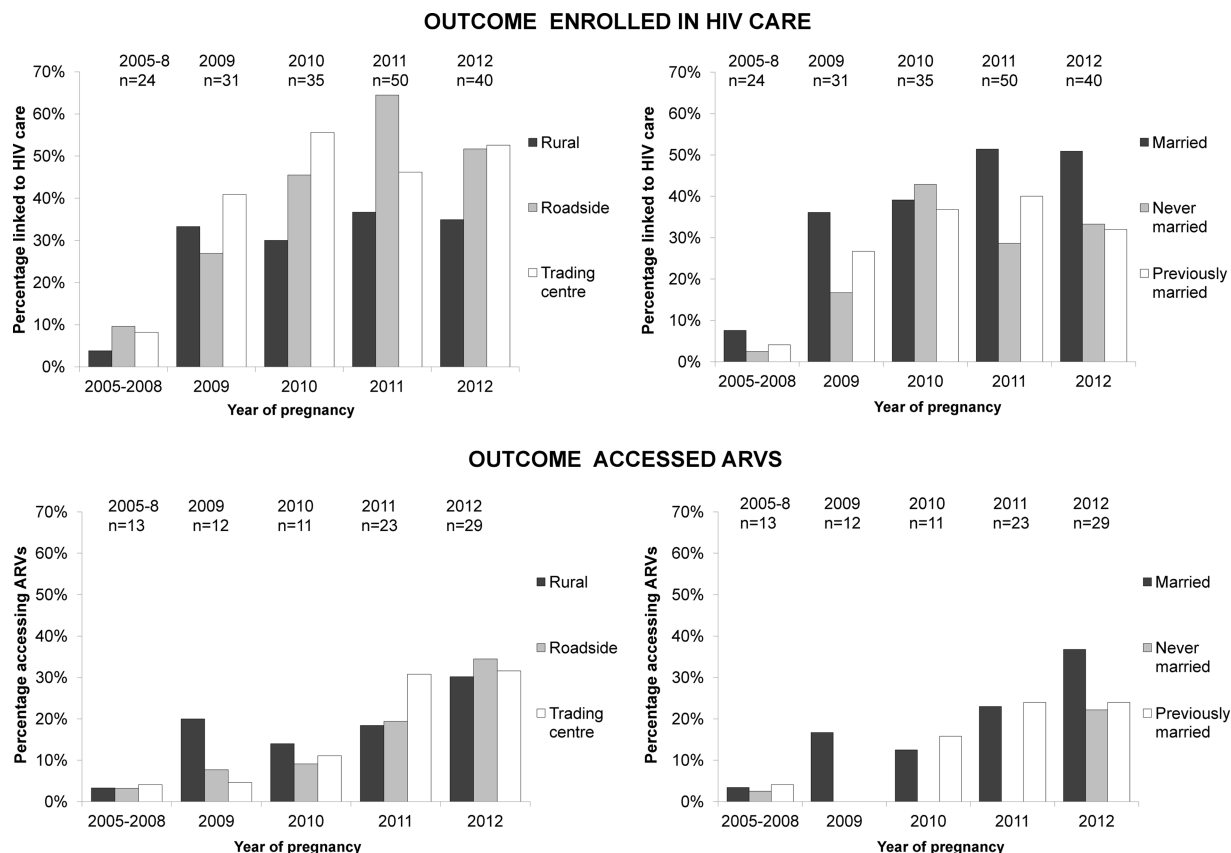 OUTCOME ENROLLED IN HIV CARE
2005-8 2009 2010 2011 2012
n=24 n=31 n=35 n=50 n=40
70%
60%
50%
40%
30%
20%
10%
0%
Percentage linked to HIV care
Rural
Roadside
Trading
centre
2005-2008 2009 2010 2011 2012
Year of pregnancy
2005-8 2009 2010 2011 2012
n=24 n=31 n=35 n=50 n=40
70%
60%
50%
40%
30%
20%
10%
0%
Percentage linked to HIV care
Married
Never
married
Previously
married
2005-2008 2009 2010 2011 2012
Year of pregnancy
OUTCOME ACCESSED ARVS
2005-8 2009 2010 2011 2012
n=13 n=12 n=11 n=23 n=29
70%
60%
50%
40%
30%
20%
10%
0%
Percentage accessing ARVs
Rural
Roadside
Trading
centre
2005-2008 2009 2010 2011 2012
Year of pregnancy
2005-8 2009 2010 2011 2012
n=13 n=12 n=11 n=23 n=29
70%
60%
50%
40%
30%
20%
10%
0%
Percentage accessing ARVs
Married
Never
married
Previously
married
2005-2008 2009 2010 2011 2012
Year of pregnancy